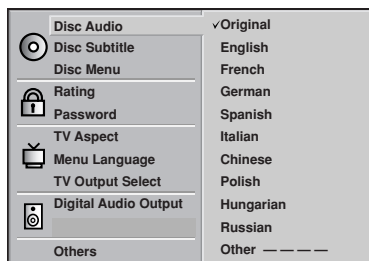 Disc Audio
Disc Subtitle
Disc Menu
Rating
Password
TV Aspect
Menu Language
TV Output Select
Digital Audio Output
Others
✓Original
English
French
German
Spanish
Italian
Chinese
Polish
Hungarian
Russian
Other — — — —